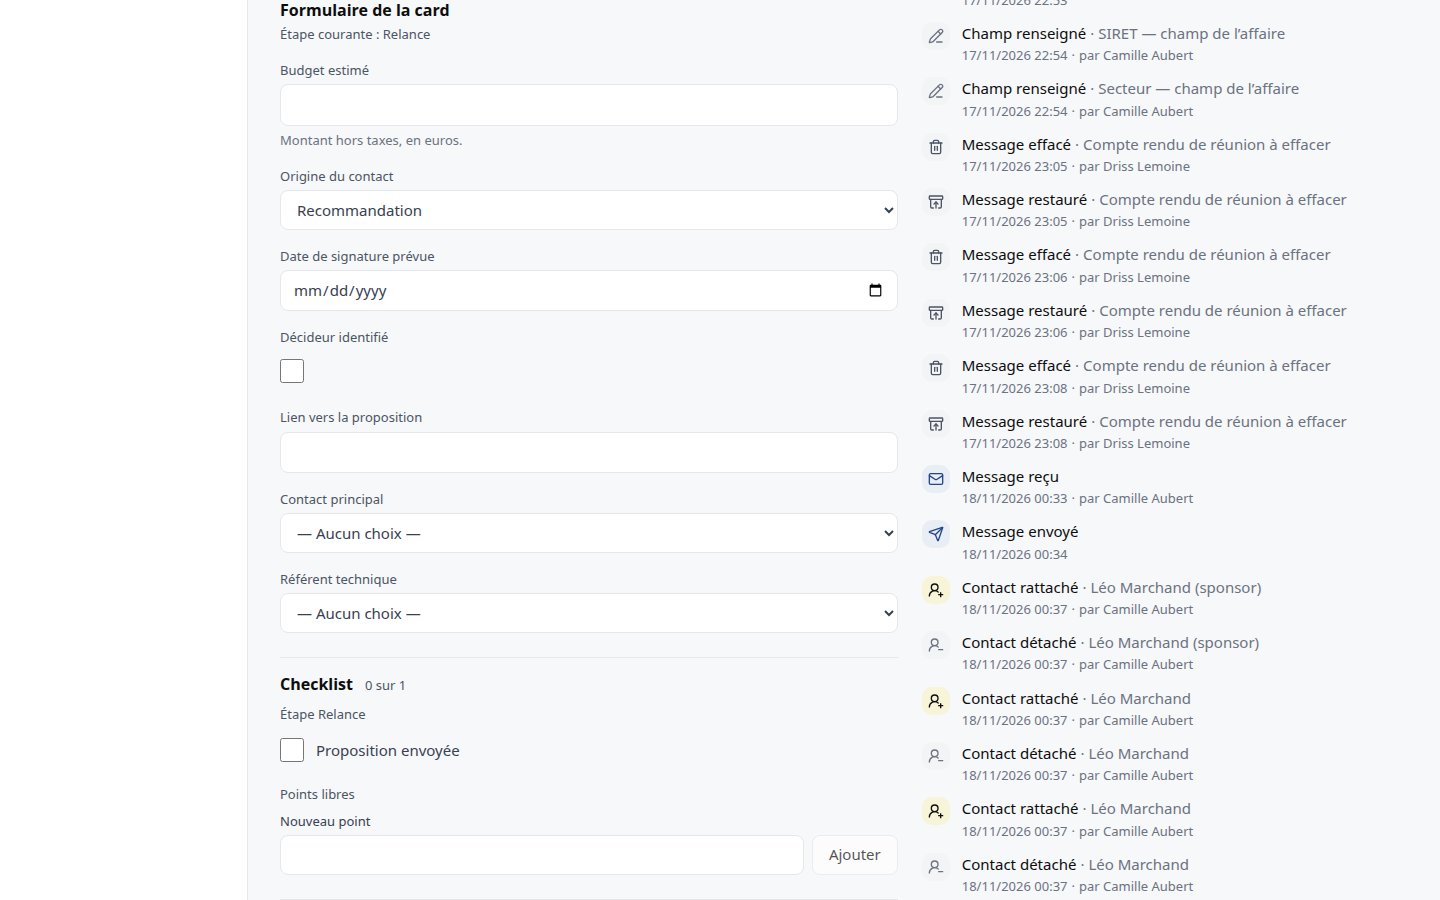 Formulaire de la card
Étape courante : Relance
Budget estimé
Montant hors taxes, en euros.
Origine du contact
Recommandation
Date de signature prévue
mm/dd/yyyy
Décideur identifié
Lien vers la proposition
Contact principal
— Aucun choix —
Référent technique
— Aucun choix —
Checklist 0 sur 1
Étape Relance
Proposition envoyée
Points libres
Nouveau point
Ajouter
17/11/2026 22:53
Champ renseigné · SIRET — champ de l’affaire
17/11/2026 22:54 · par Camille Aubert
Champ renseigné · Secteur — champ de l’affaire
17/11/2026 22:54 · par Camille Aubert
Message effacé · Compte rendu de réunion à effacer
17/11/2026 23:05 · par Driss Lemoine
Message restauré · Compte rendu de réunion à effacer
17/11/2026 23:05 · par Driss Lemoine
Message effacé · Compte rendu de réunion à effacer
17/11/2026 23:06 · par Driss Lemoine
Message restauré · Compte rendu de réunion à effacer
17/11/2026 23:06 · par Driss Lemoine
Message effacé · Compte rendu de réunion à effacer
17/11/2026 23:08 · par Driss Lemoine
Message restauré · Compte rendu de réunion à effacer
17/11/2026 23:08 · par Driss Lemoine
Message reçu
18/11/2026 00:33 · par Camille Aubert
Message envoyé
18/11/2026 00:34
Contact rattaché · Léo Marchand (sponsor)
18/11/2026 00:37 · par Camille Aubert
Contact détaché · Léo Marchand (sponsor)
18/11/2026 00:37 · par Camille Aubert
Contact rattaché · Léo Marchand
18/11/2026 00:37 · par Camille Aubert
Contact détaché · Léo Marchand
18/11/2026 00:37 · par Camille Aubert
Contact rattaché · Léo Marchand
18/11/2026 00:37 · par Camille Aubert
Contact détaché · Léo Marchand
18/11/2026 00:37 · par Camille Aubert